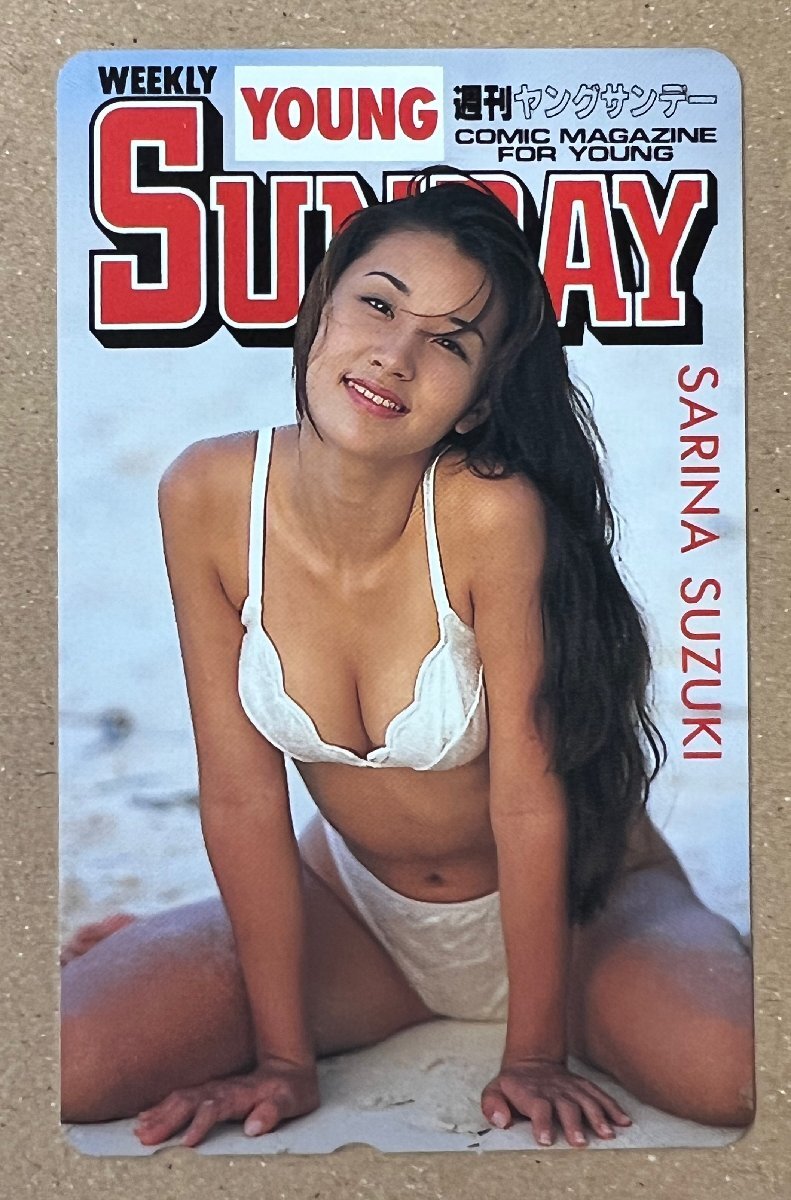 WEEKLY
YOUNG
SUNDAY
週刊ヤングサンデー
COMIC MAGAZINE
FOR YOUNG
SARINA SUZUKI